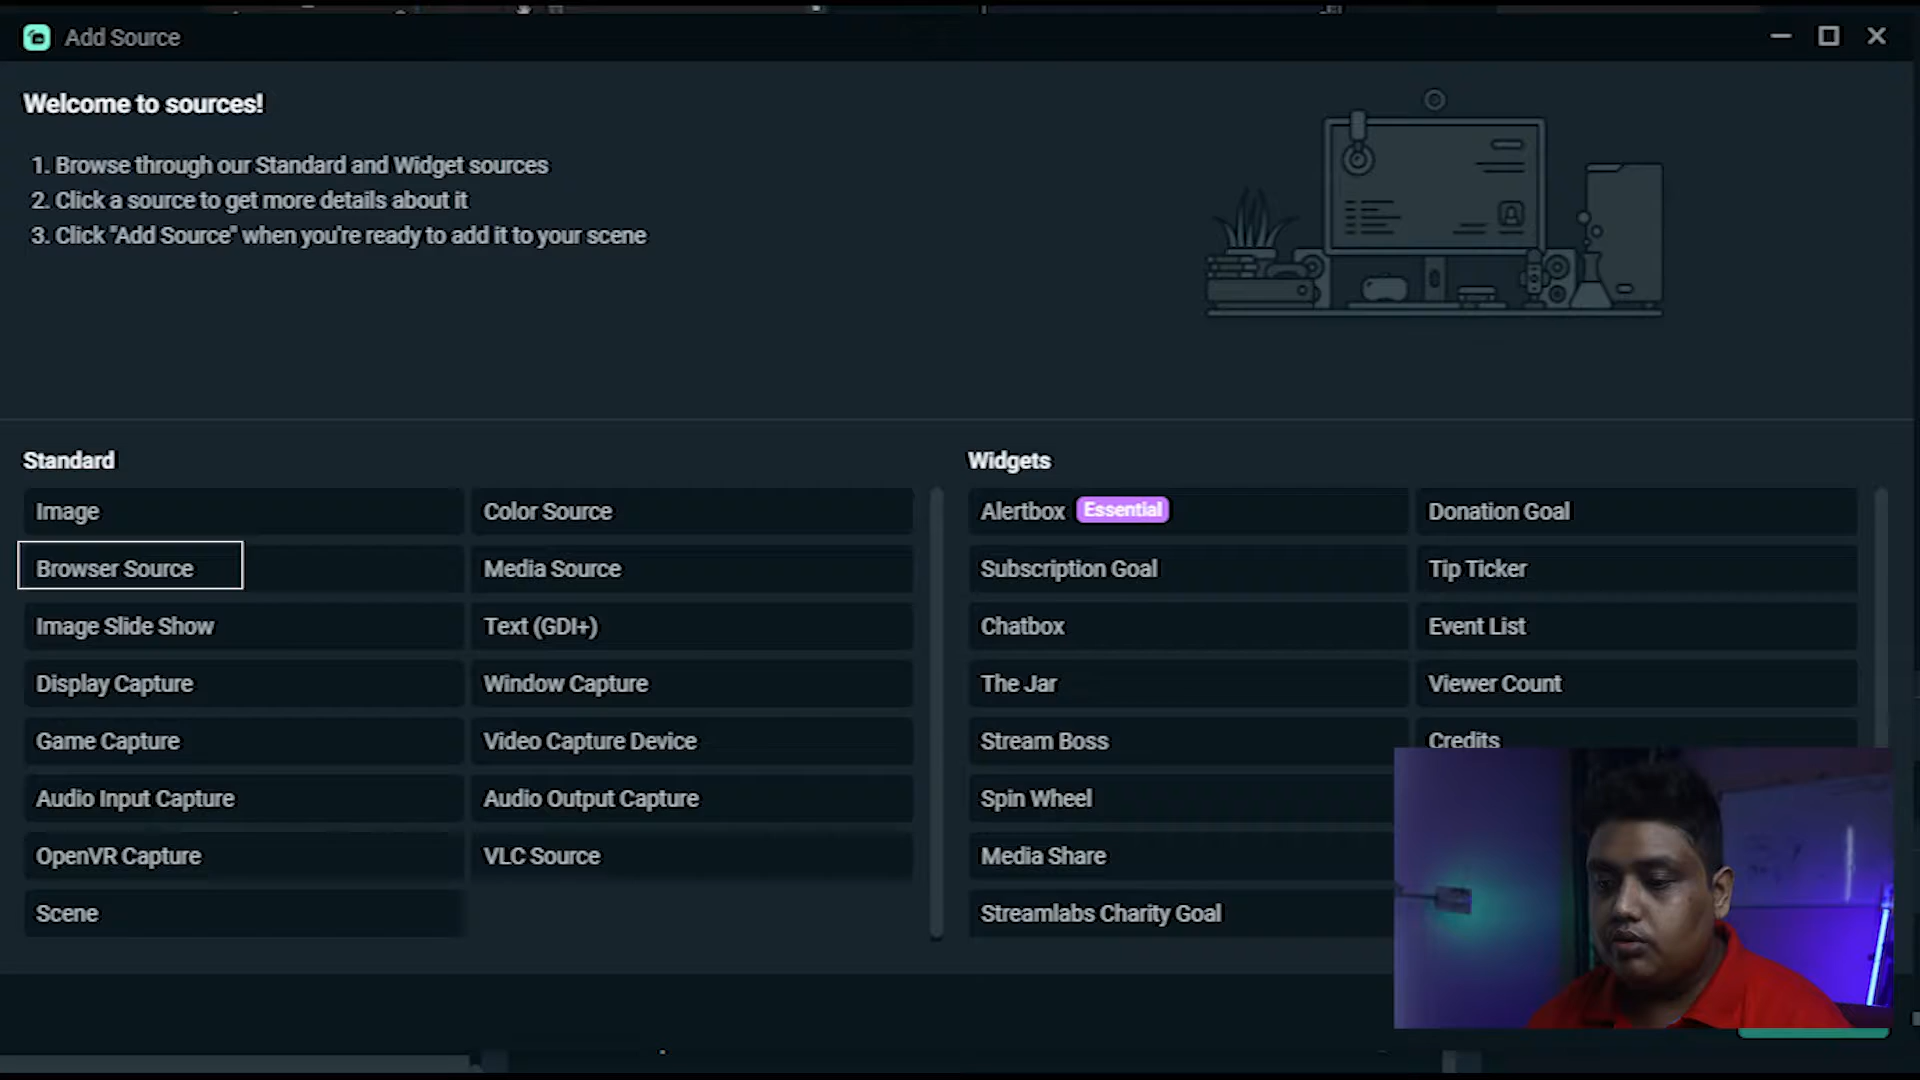 Add Source
Welcome to sources!
1. Browse through our Standard and Widget sources
2. Click a source to get more details about it
3. Click "Add Source" when you're ready to add it to your scene
Standard
Image
Color Source
Browser Source
Media Source
Image Slide Show
Text (GDI+)
Display Capture
Window Capture
Game Capture
Video Capture Device
Audio Input Capture
Audio Output Capture
OpenVR Capture
VLC Source
Scene
Widgets
Alertbox Essential
Donation Goal
Subscription Goal
Tip Ticker
Chatbox
Event List
The Jar
Viewer Count
Stream Boss
Credits
Spin Wheel
Media Share
Streamlabs Charity Goal